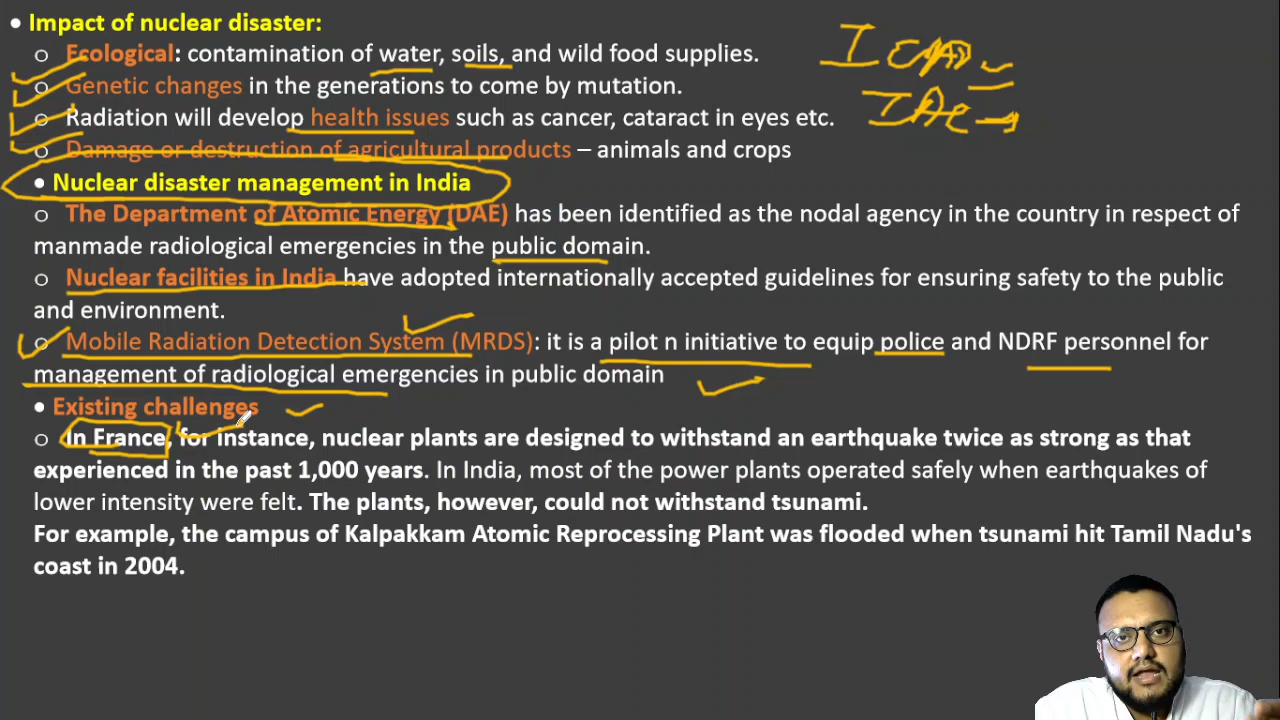 • Impact of nuclear disaster:
o Ecological: contamination of water, soils, and wild food supplies.
o Genetic changes in the generations to come by mutation.
o Radiation will develop health issues such as cancer, cataract in eyes etc.
o Damage or destruction of agricultural products – animals and crops
• Nuclear disaster management in India
o The Department of Atomic Energy (DAE) has been identified as the nodal agency in the country in respect of
manmade radiological emergencies in the public domain.
o Nuclear facilities in India have adopted internationally accepted guidelines for ensuring safety to the public
and environment.
o Mobile Radiation Detection System (MRDS): it is a pilot n initiative to equip police and NDRF personnel for
management of radiological emergencies in public domain
• Existing challenges
o In France, for instance, nuclear plants are designed to withstand an earthquake twice as strong as that
experienced in the past 1,000 years. In India, most of the power plants operated safely when earthquakes of
lower intensity were felt. The plants, however, could not withstand tsunami.
For example, the campus of Kalpakkam Atomic Reprocessing Plant was flooded when tsunami hit Tamil Nadu's
coast in 2004.